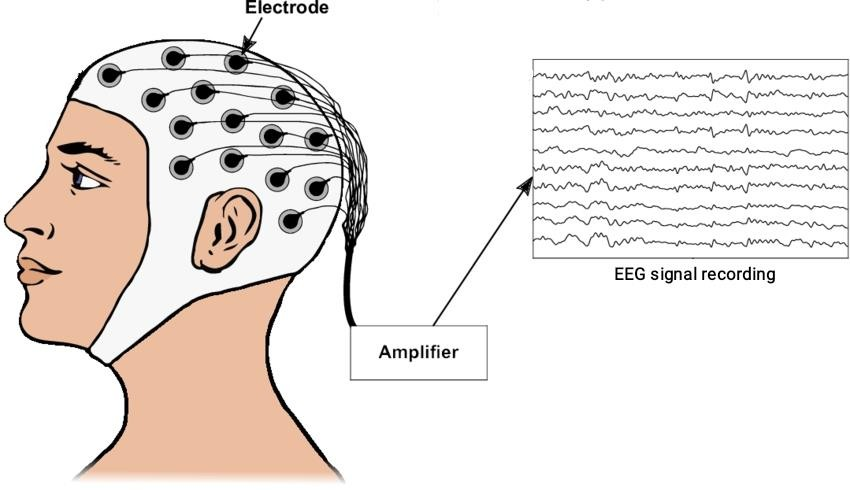 Electrode
Amplifier
EEG signal recording